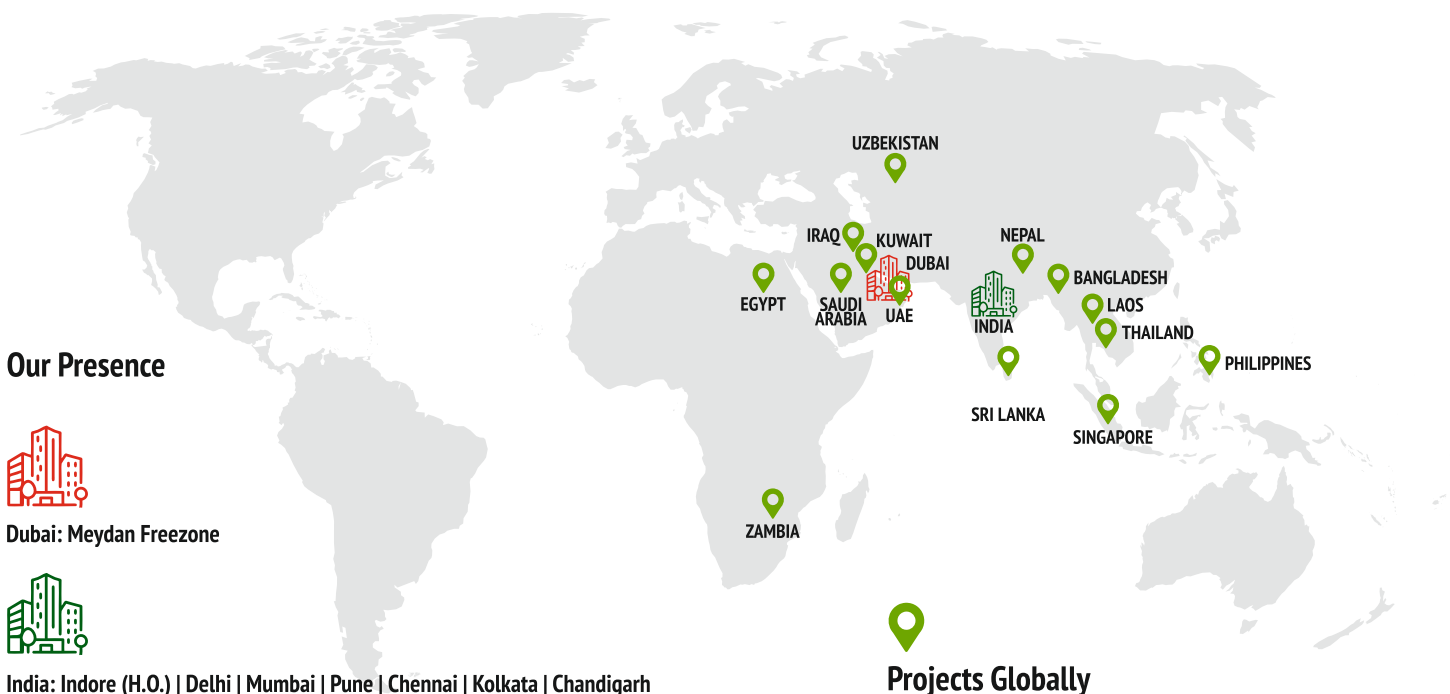 UZBEKISTAN
IRAQ
KUWAIT
NEPAL
DUBAI
BANGLADESH
EGYPT
SAUDI
ARABIA
UAE
LAOS
INDIA
THAILAND
Our Presence
PHILIPPINES
SRI LANKA
SINGAPORE
ZAMBIA
Dubai: Meydan Freezone
Projects Globally
India: Indore (H.O.) | Delhi | Mumbai | Pune | Chennai | Kolkata | Chandigarh